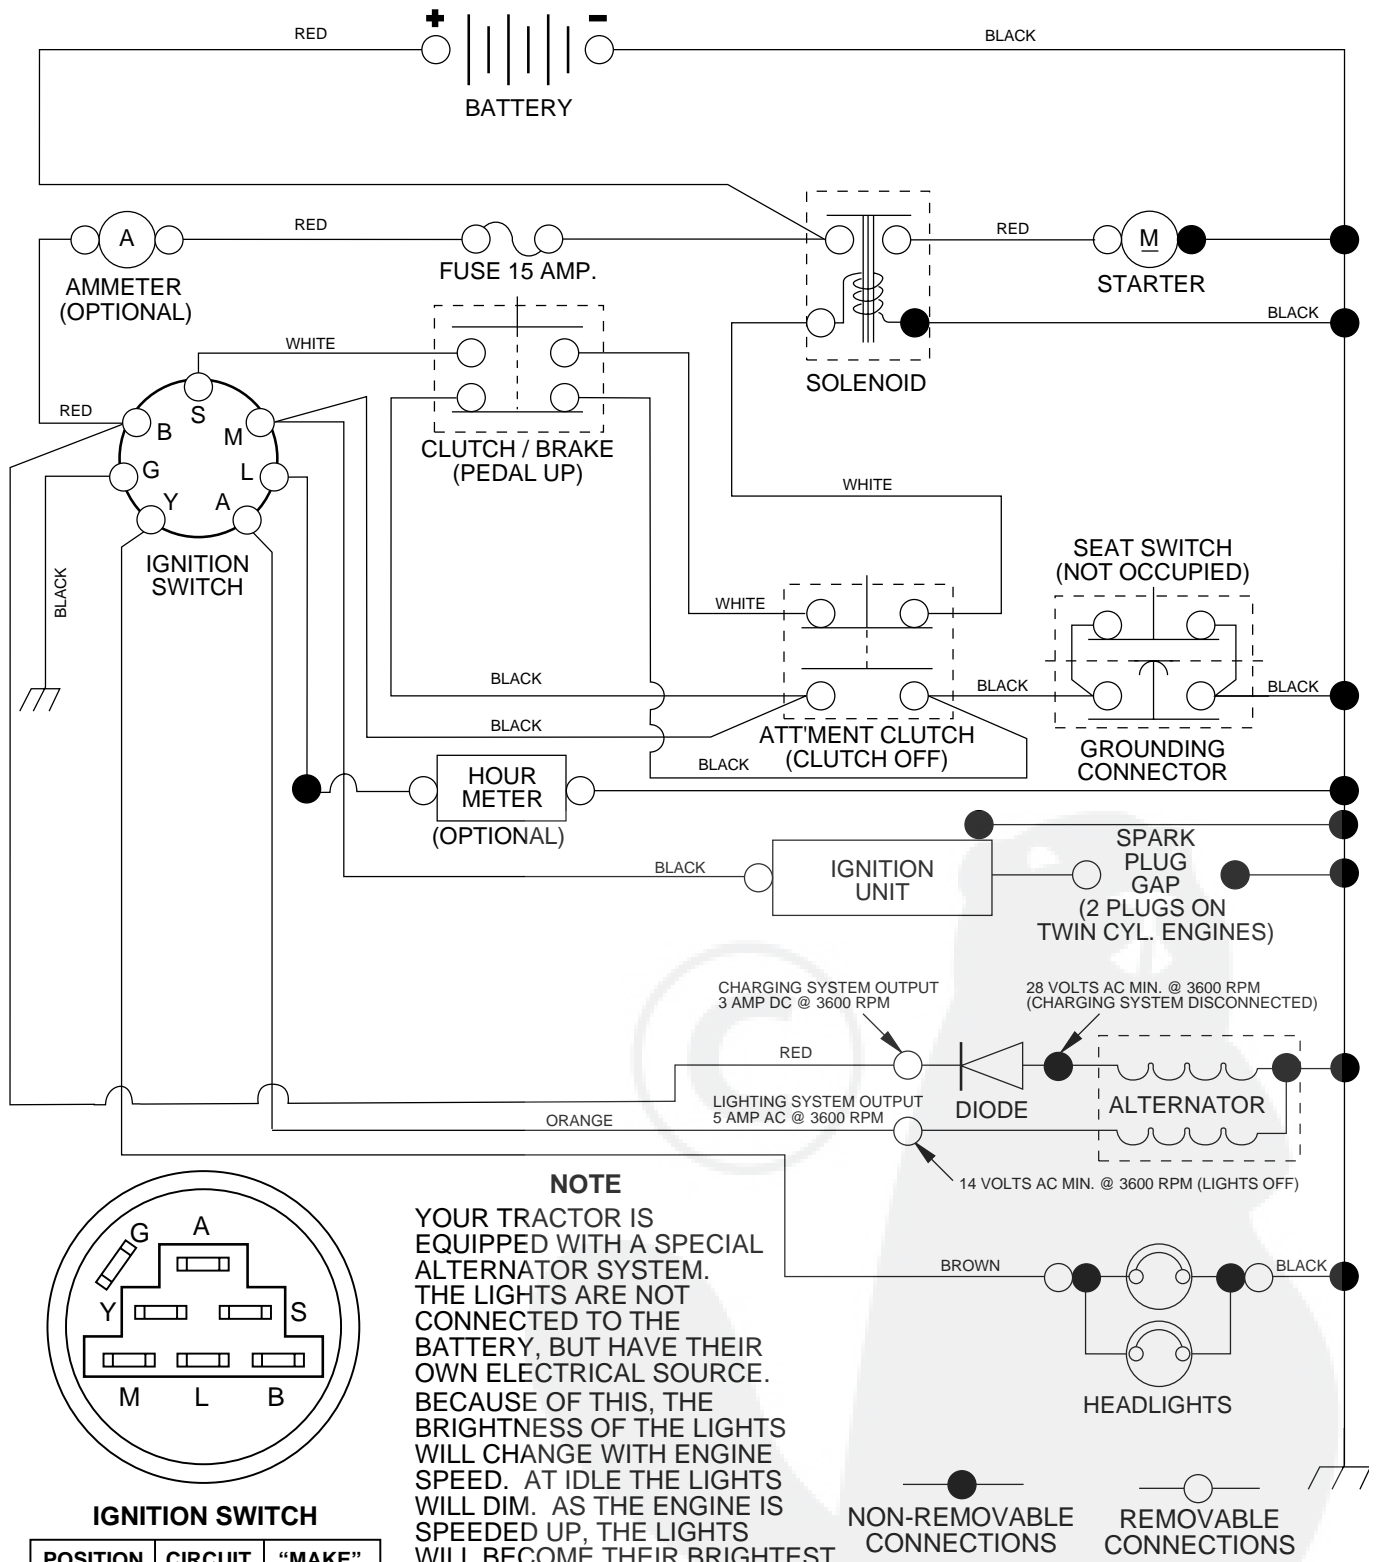 + -
RED
BLACK
BATTERY
A
RED
FUSE 15 AMP.
RED
M
STARTER
AMMETER
(OPTIONAL)
BLACK
WHITE
SOLENOID
RED
S
B
M
G
L
Y
A
CLUTCH / BRAKE
(PEDAL UP)
WHITE
IGNITION
SWITCH
BLACK
SEAT SWITCH
(NOT OCCUPIED)
WHITE
BLACK
BLACK
BLACK
BLACK
ATT'MENT CLUTCH
(CLUTCH OFF)
BLACK
GROUNDING
CONNECTOR
HOUR
METER
(OPTIONAL)
BLACK
IGNITION
UNIT
SPARK
PLUG
GAP
(2 PLUGS ON
TWIN CYL. ENGINES)
©
CHARGING SYSTEM OUTPUT
3 AMP DC @ 3600 RPM
28 VOLTS AC MIN. @ 3600 RPM
(CHARGING SYSTEM DISCONNECTED)
RED
DIODE
ALTERNATOR
LIGHTING SYSTEM OUTPUT
5 AMP AC @ 3600 RPM
ORANGE
14 VOLTS AC MIN. @ 3600 RPM (LIGHTS OFF)
BROWN
BLACK
HEADLIGHTS
G
A
Y
S
M L B
IGNITION SWITCH
POSITION CIRCUIT “MAKE”
NOTE
YOUR TRACTOR IS
EQUIPPED WITH A SPECIAL
ALTERNATOR SYSTEM.
THE LIGHTS ARE NOT
CONNECTED TO THE
BATTERY, BUT HAVE THEIR
OWN ELECTRICAL SOURCE.
BECAUSE OF THIS, THE
BRIGHTNESS OF THE LIGHTS
WILL CHANGE WITH ENGINE
SPEED. AT IDLE THE LIGHTS
WILL DIM. AS THE ENGINE IS
SPEEDED UP, THE LIGHTS
WILL BECOME THEIR BRIGHTEST
NON-REMOVABLE
CONNECTIONS
REMOVABLE
CONNECTIONS